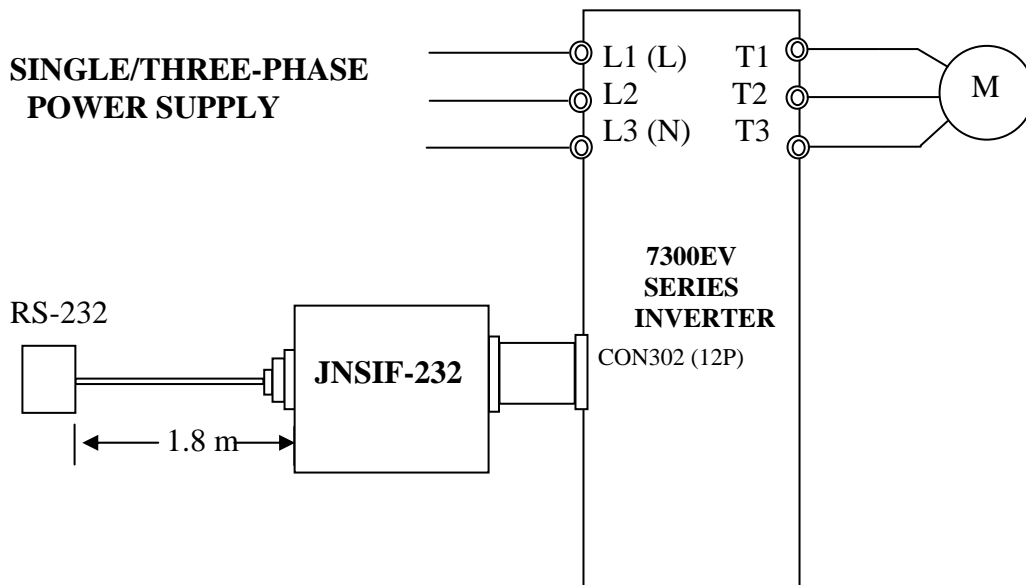 SINGLE/THREE-PHASE
POWER SUPPLY
L1 (L)
L2
L3 (N)
T1
T2
T3
M
7300EV
SERIES
INVERTER
CON302 (12P)
RS-232
JNSIF-232
1.8 m